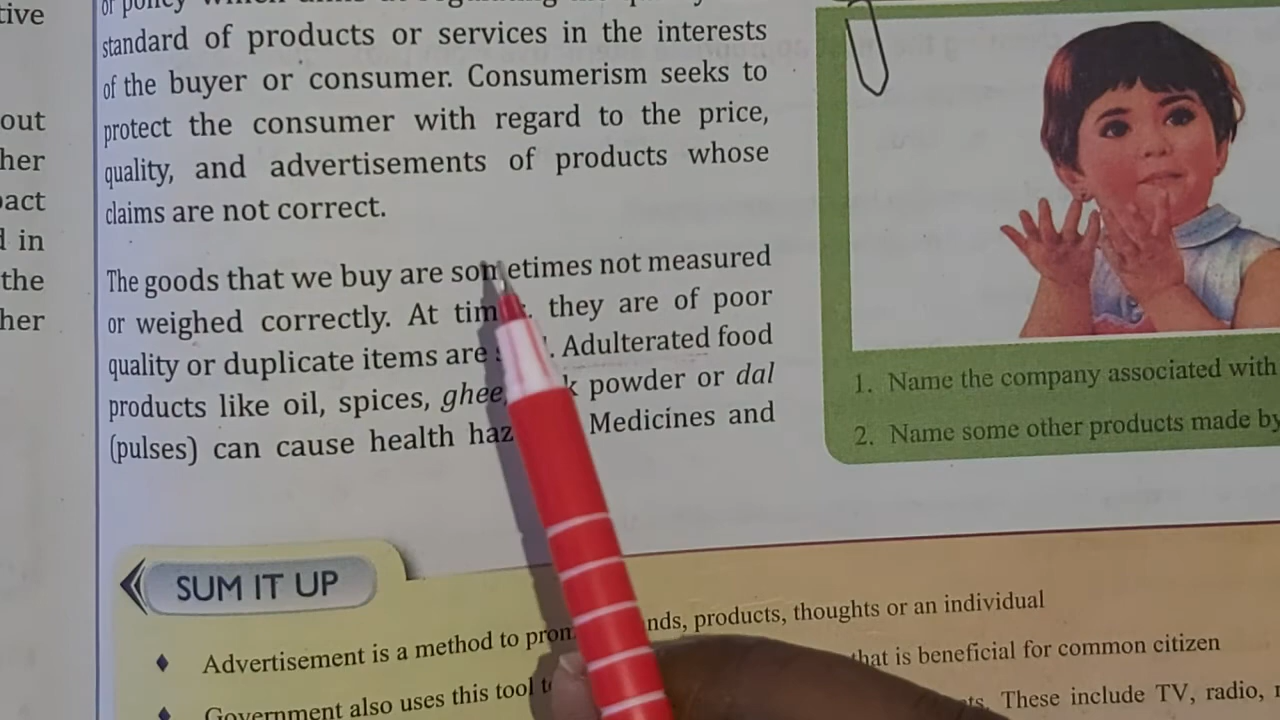 tive
out
her
pact
d in
the
her
or policy
standard of products or services in the interests
of the buyer or consumer. Consumerism seeks to
protect the consumer with regard to the price,
quality, and advertisements of products whose
claims are not correct.
The goods that we buy are sometimes not measured
or weighed correctly. At they are of poor
quality or duplicate items are Adulterated food
products like oil, spices, ghee, powder or dal
(pulses) can cause health Medicines and
1. Name the company associated with
2. Name some other products made by
SUM IT UP
♦ Advertisement is a method to products, thoughts or an individual
that is beneficial for common citizen
♦ Government also uses this tool
These include TV, radio,